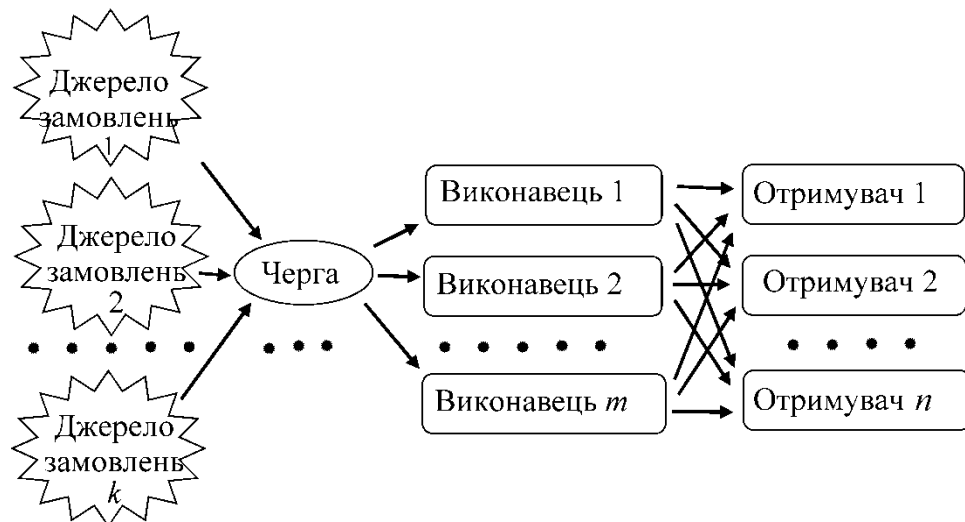 Джерело
замовлень
1
Джерело
замовлень
2
Джерело
замовлень
k
Черга
Виконавець 1
Виконавець 2
Виконавець m
Отримувач 1
Отримувач 2
Отримувач n